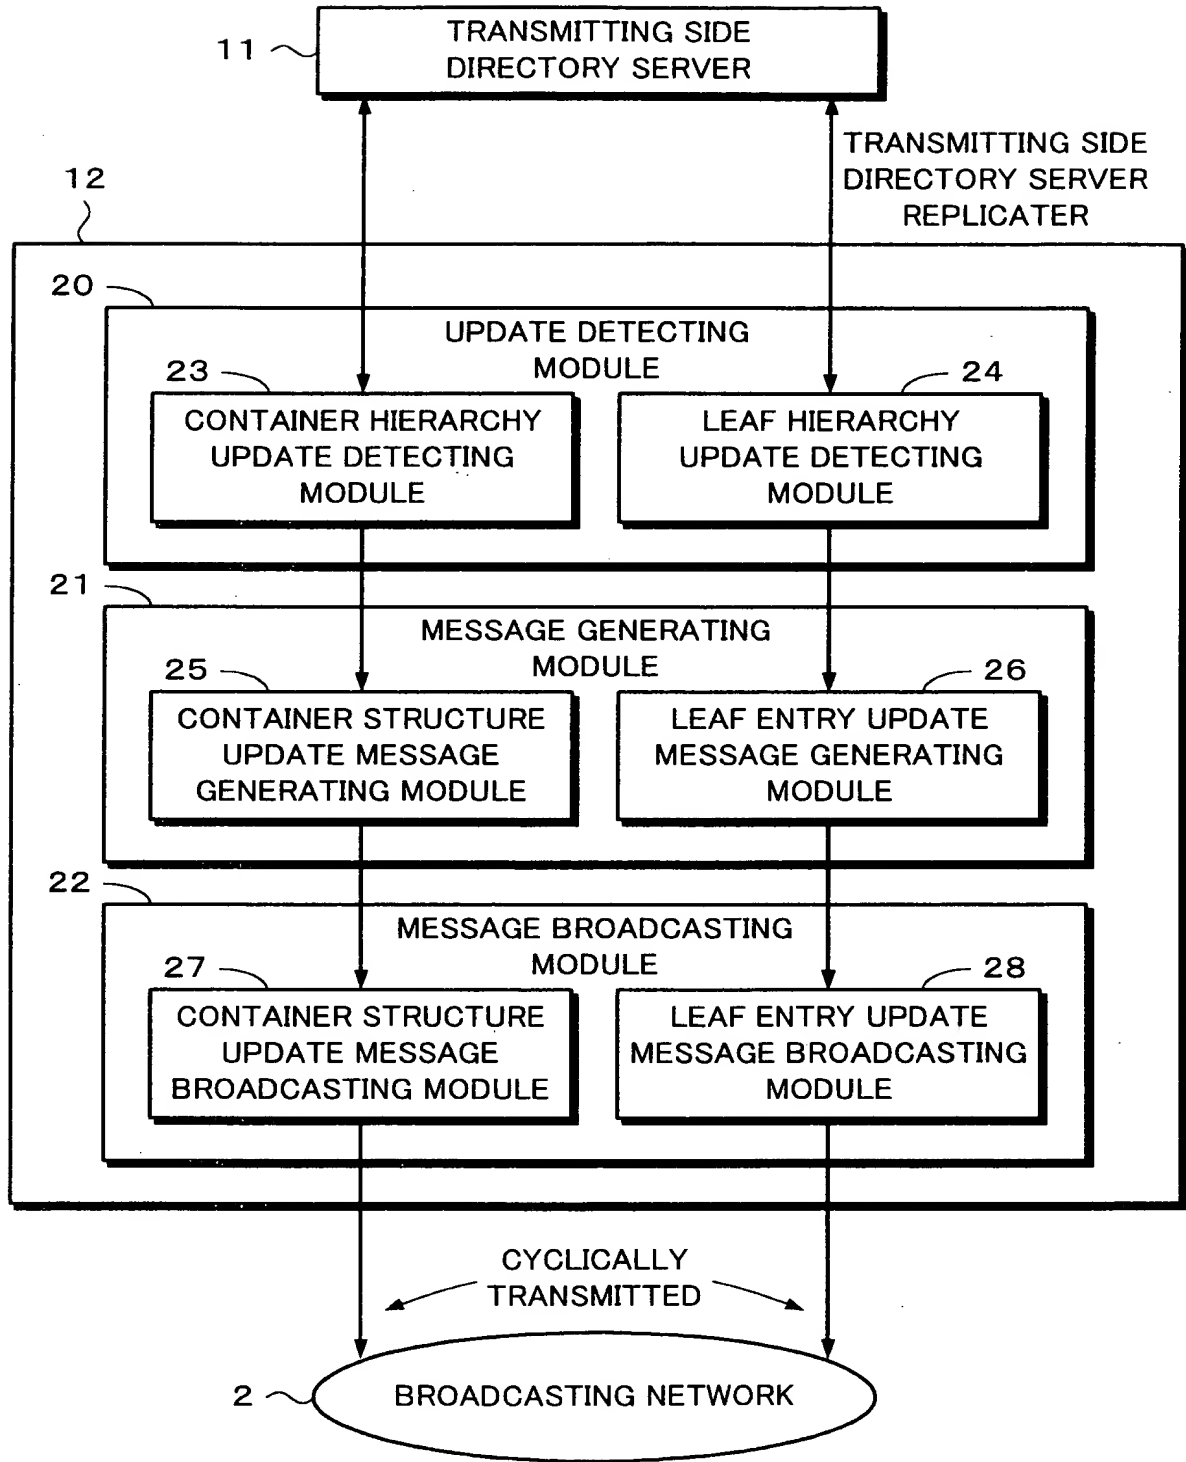 11
TRANSMITTING SIDE
DIRECTORY SERVER
TRANSMITTING SIDE
DIRECTORY SERVER
REPLICATER
12
20
UPDATE DETECTING
MODULE
23
CONTAINER HIERARCHY
UPDATE DETECTING
MODULE
24
LEAF HIERARCHY
UPDATE DETECTING
MODULE
21
MESSAGE GENERATING
MODULE
25
CONTAINER STRUCTURE
UPDATE MESSAGE
GENERATING MODULE
26
LEAF ENTRY UPDATE
MESSAGE GENERATING
MODULE
22
MESSAGE BROADCASTING
MODULE
27
CONTAINER STRUCTURE
UPDATE MESSAGE
BROADCASTING MODULE
28
LEAF ENTRY UPDATE
MESSAGE BROADCASTING
MODULE
CYCLICALLY
TRANSMITTED
2
BROADCASTING NETWORK